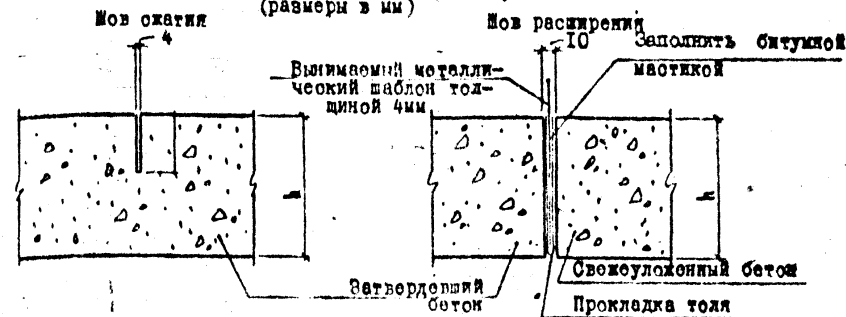 (размеры в мм)
Шов сжатия
4
Шов расширения
10
Заполнить битумной
мастикой
Вынимаемый металли-
ческий шаблон тол-
щиной 4мм
h
h
Затвердевший
бетон
Свежеуложенный бетон
Прокладка толя